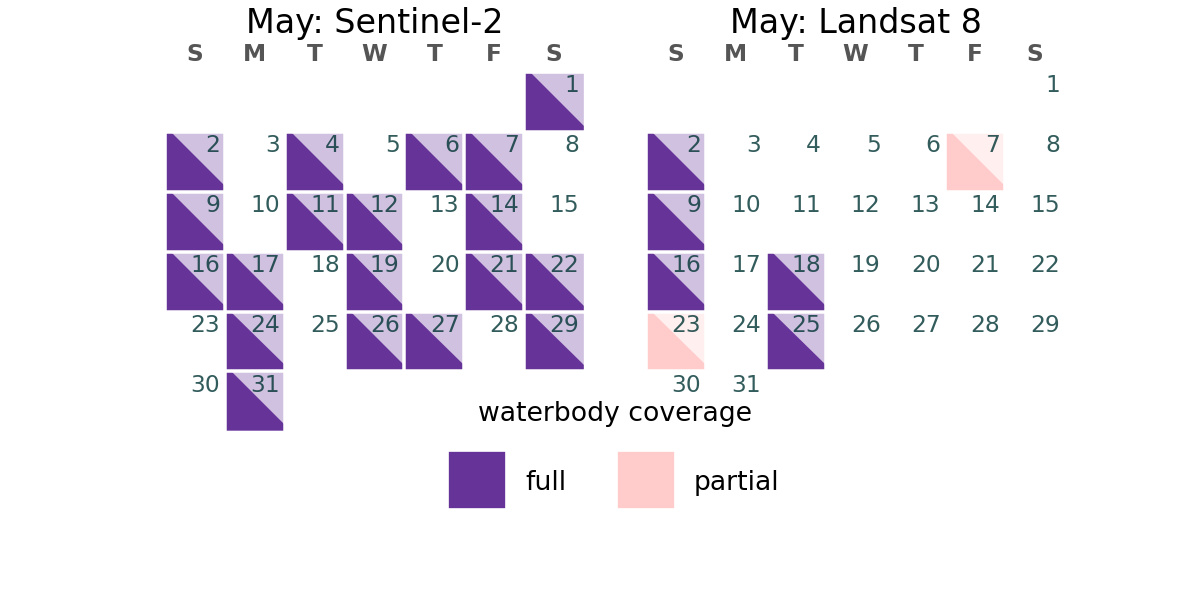 May: Sentinel-2
S M T W T F S
1
2 3 4 5 6 7 8
9 10 11 12 13 14 15
16 17 18 19 20 21 22
23 24 25 26 27 28 29
30 31
May: Landsat 8
S M T W T F S
1
2 3 4 5 6 7 8
9 10 11 12 13 14 15
16 17 18 19 20 21 22
23 24 25 26 27 28 29
30 31
waterbody coverage
full
partial